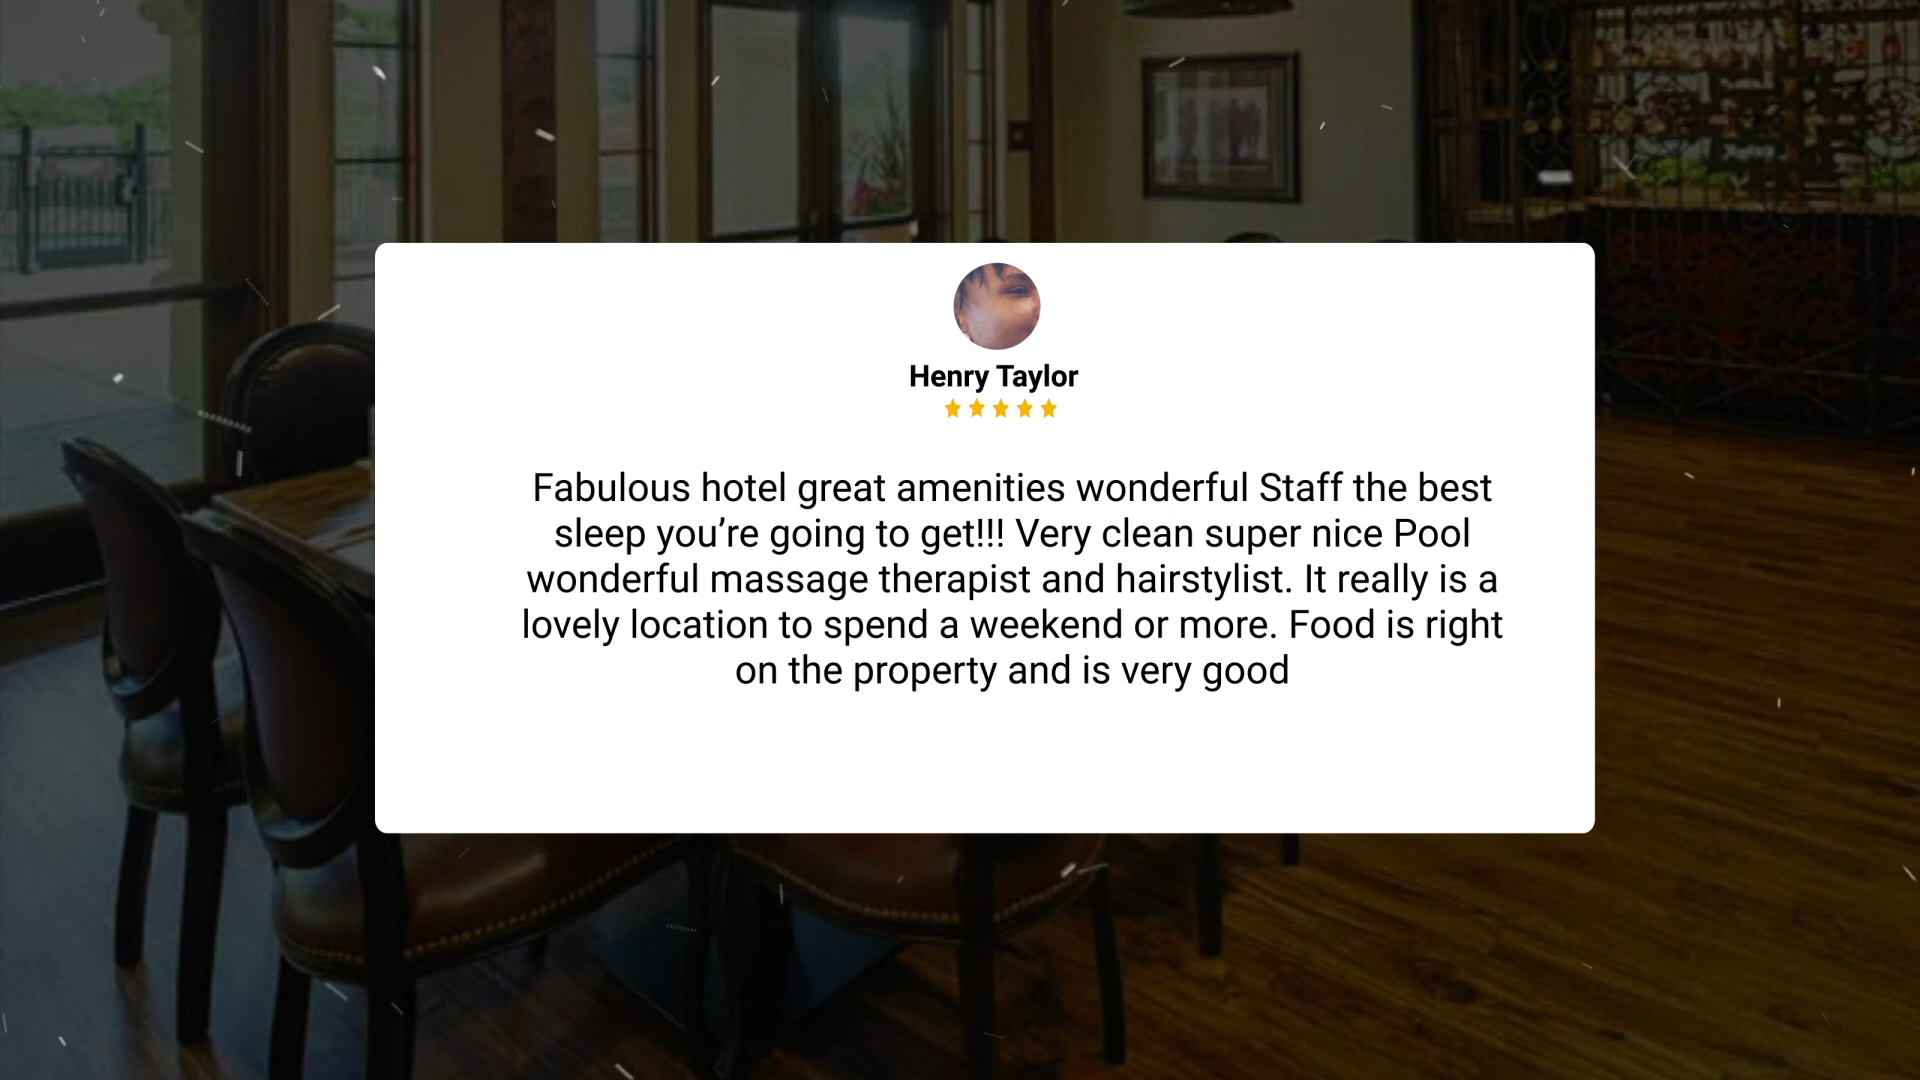 Henry Taylor
Fabulous hotel great amenities wonderful Staff the best
sleep you’re going to get!!! Very clean super nice Pool
wonderful massage therapist and hairstylist. It really is a
lovely location to spend a weekend or more. Food is right
on the property and is very good